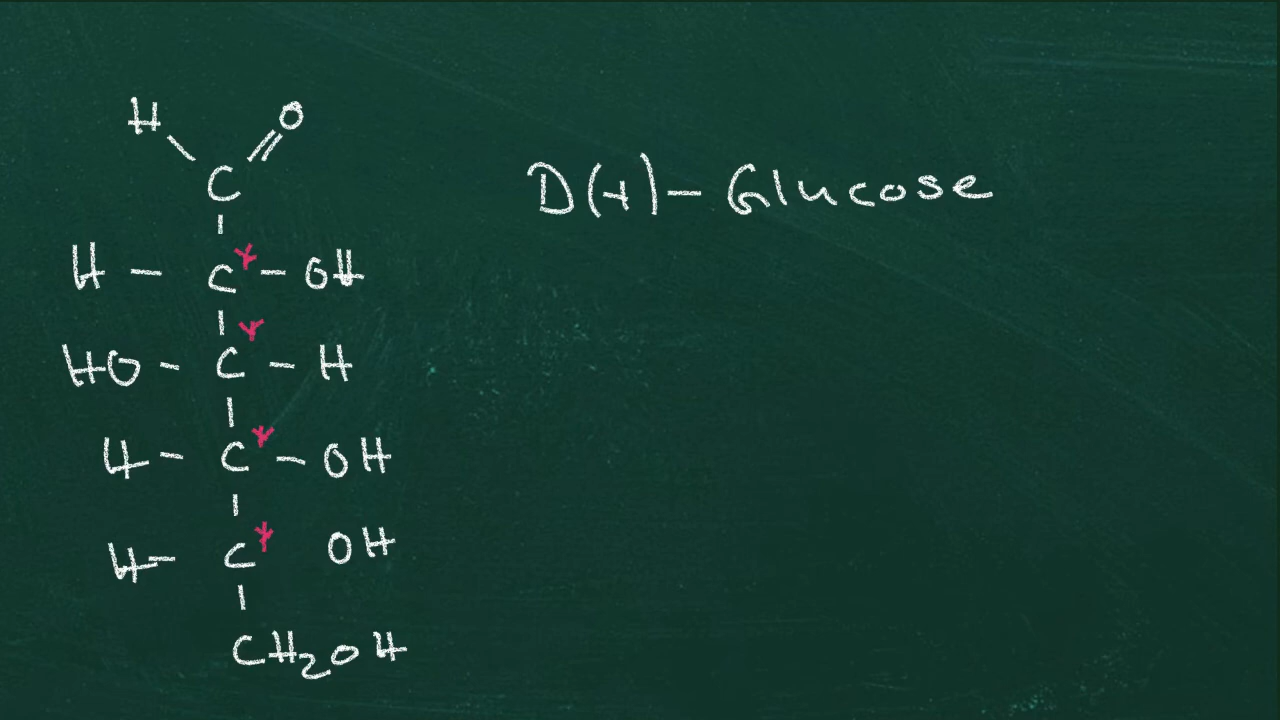 H O
C
D(+)-Glucose
H - C* - OH
HO - C* - H
H - C* - OH
H - C* OH
CH2OH